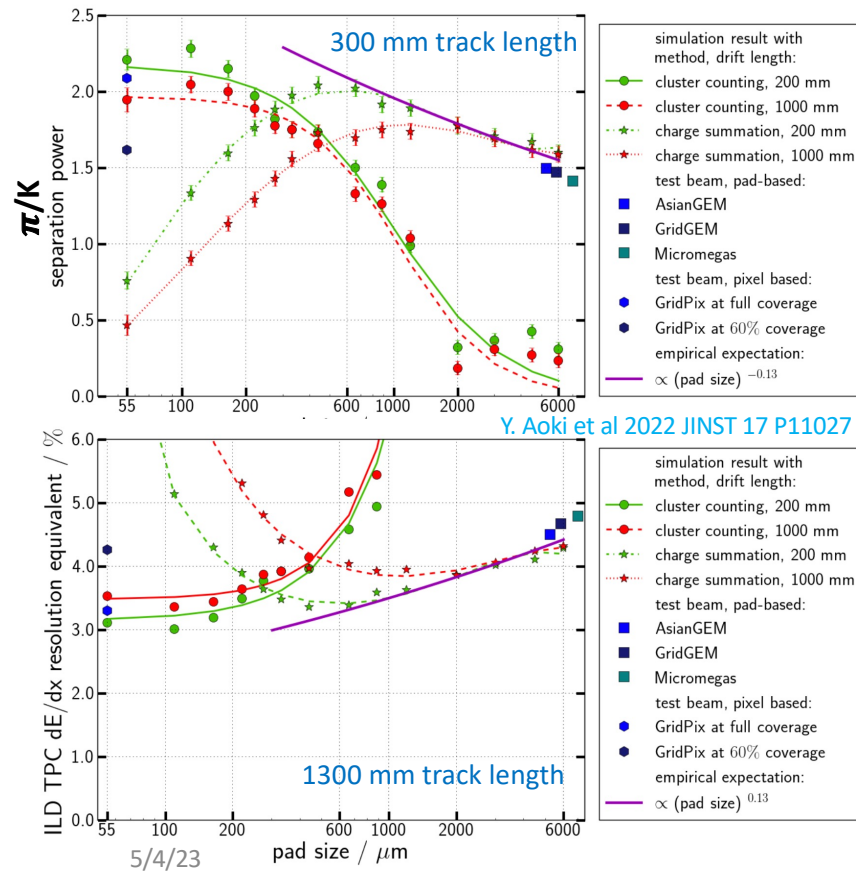 300 mm track length
π/K
separation power
2.5
2.0
1.5
1.0
0.5
0.0
55 100 200 600 1000 2000 6000
simulation result with
method, drift length:
cluster counting, 200 mm
cluster counting, 1000 mm
charge summation, 200 mm
charge summation, 1000 mm
test beam, pad-based:
AsianGEM
GridGEM
Micromegas
test beam, pixel based:
GridPix at full coverage
GridPix at 60% coverage
empirical expectation:
∝ (pad size) ⁻⁰·¹³
Y. Aoki et al 2022 JINST 17 P11027
ILD TPC dE/dx resolution equivalent / %
6.0
5.0
4.0
3.0
2.0
1.0
0.0
1300 mm track length
55 100 200 600 1000 2000 6000
pad size / μm
simulation result with
method, drift length:
cluster counting, 200 mm
cluster counting, 1000 mm
charge summation, 200 mm
charge summation, 1000 mm
test beam, pad-based:
AsianGEM
GridGEM
Micromegas
test beam, pixel based:
GridPix at full coverage
GridPix at 60% coverage
empirical expectation:
∝ (pad size) ⁰·¹³
5/4/23